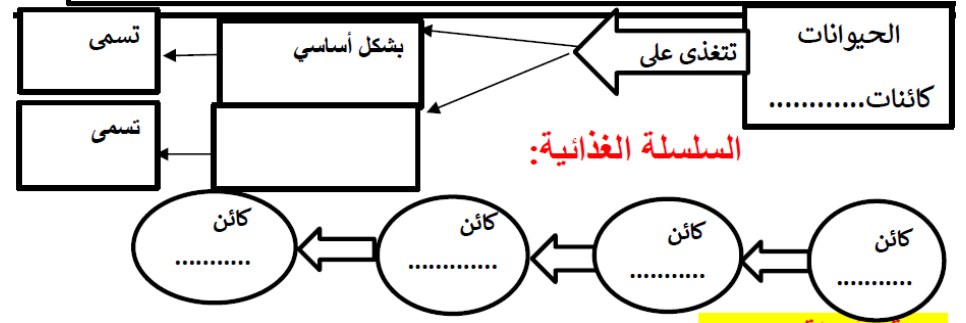 الحيوانات
كائنات............
تتغذى على
بشكل أساسي
تسمى
تسمى
السلسلة الغذائية:
كائن
...........
كائن
...........
كائن
.............
كائن
...........